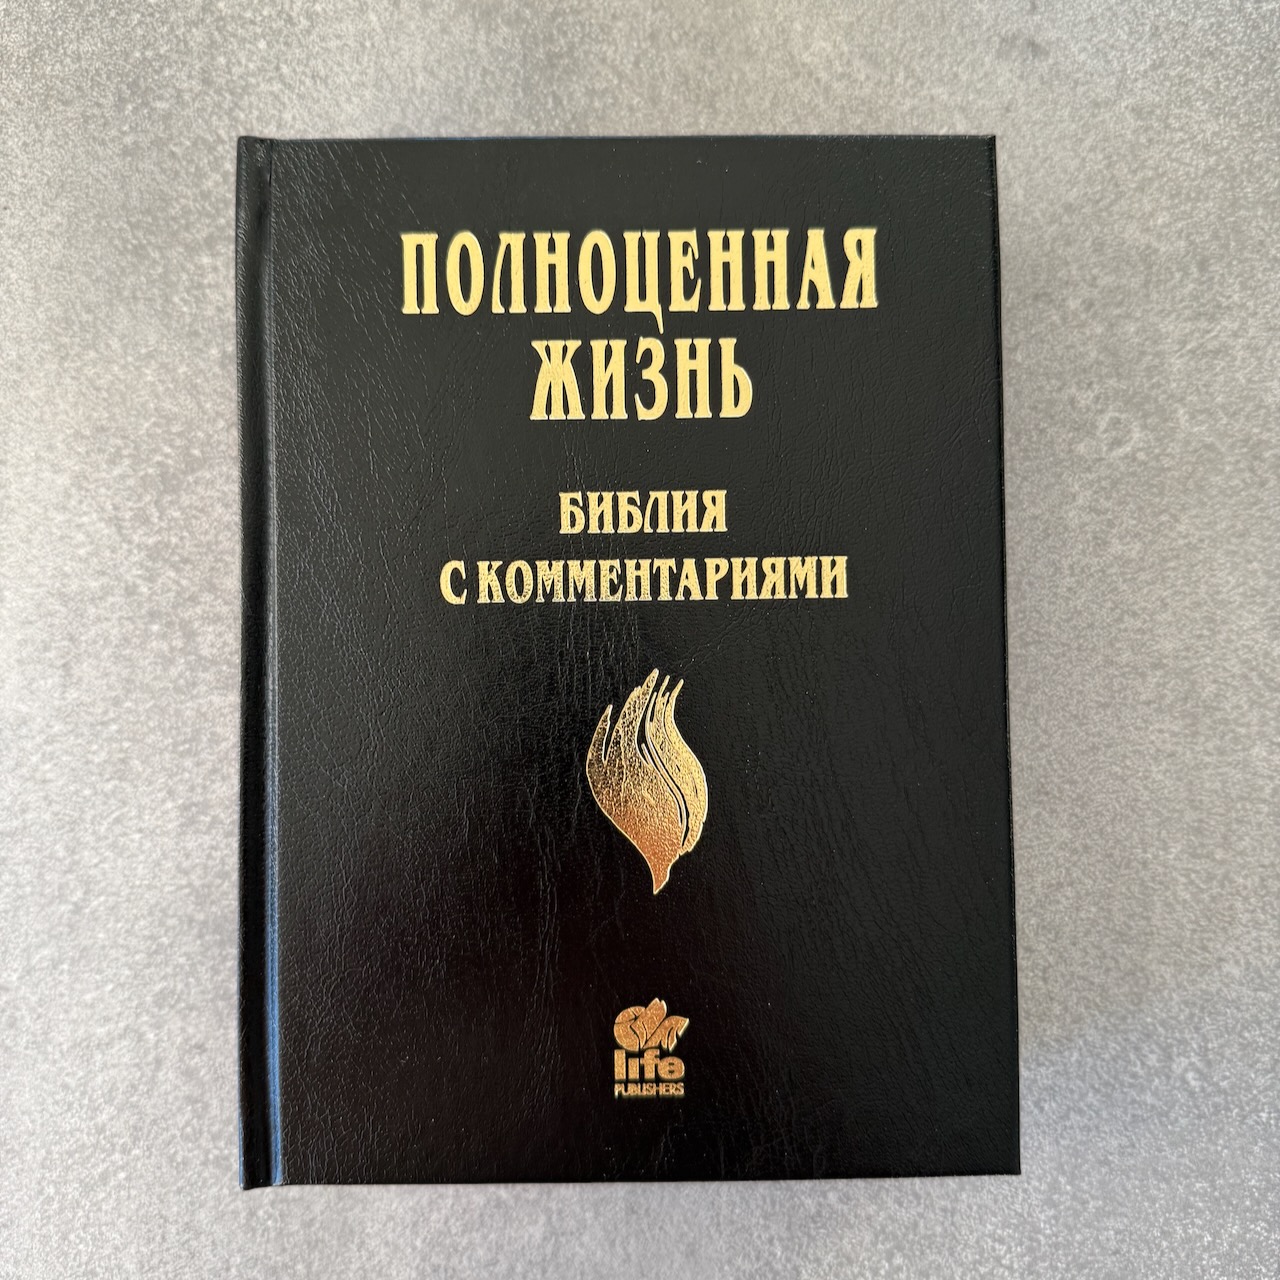 ПОЛНОЦЕННАЯ
ЖИЗНЬ
БИБЛИЯ
С КОММЕНТАРИЯМИ
life
PUBLISHERS